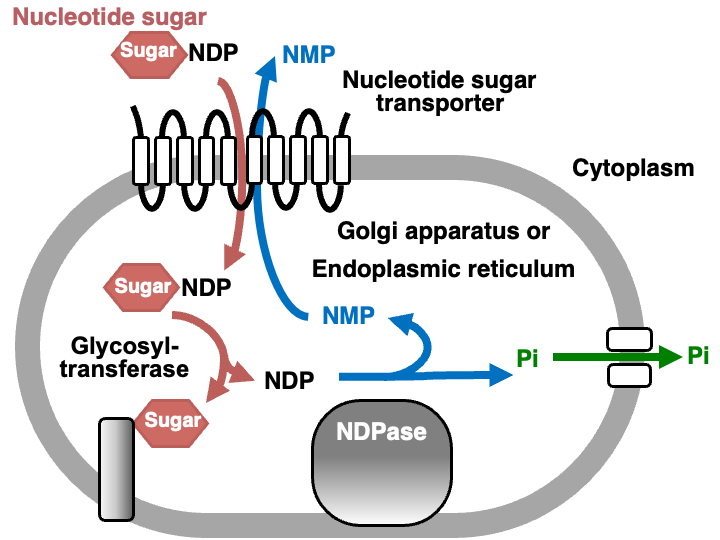 Nucleotide sugar
Sugar NDP
NMP
Nucleotide sugar
transporter
Cytoplasm
Golgi apparatus or
Endoplasmic reticulum
Sugar NDP
NMP
Glycosyl-
transferase
NDP
Pi
Pi
Sugar
NDPase